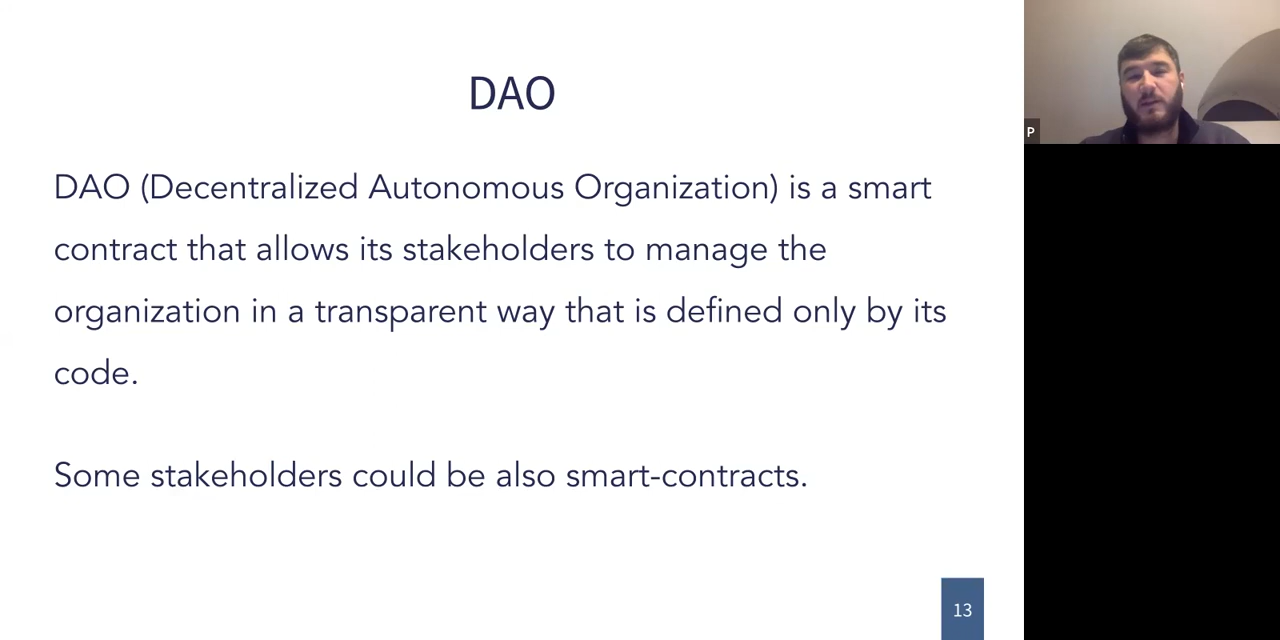 DAO
DAO (Decentralized Autonomous Organization) is a smart
contract that allows its stakeholders to manage the
organization in a transparent way that is defined only by its
code.
Some stakeholders could be also smart-contracts.
13
P